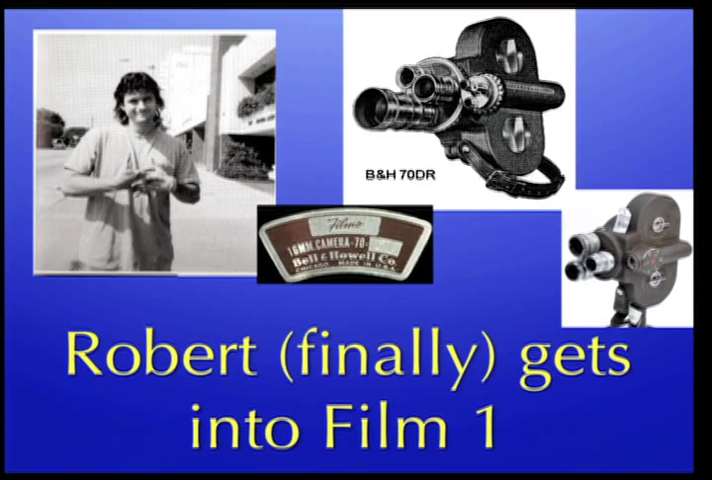 B&H 70DR
Filmo
16MM.CAMERA-70-
Bell & Howell Co.
CHICAGO MADE IN U.S.A.
Robert (finally) gets
into Film 1